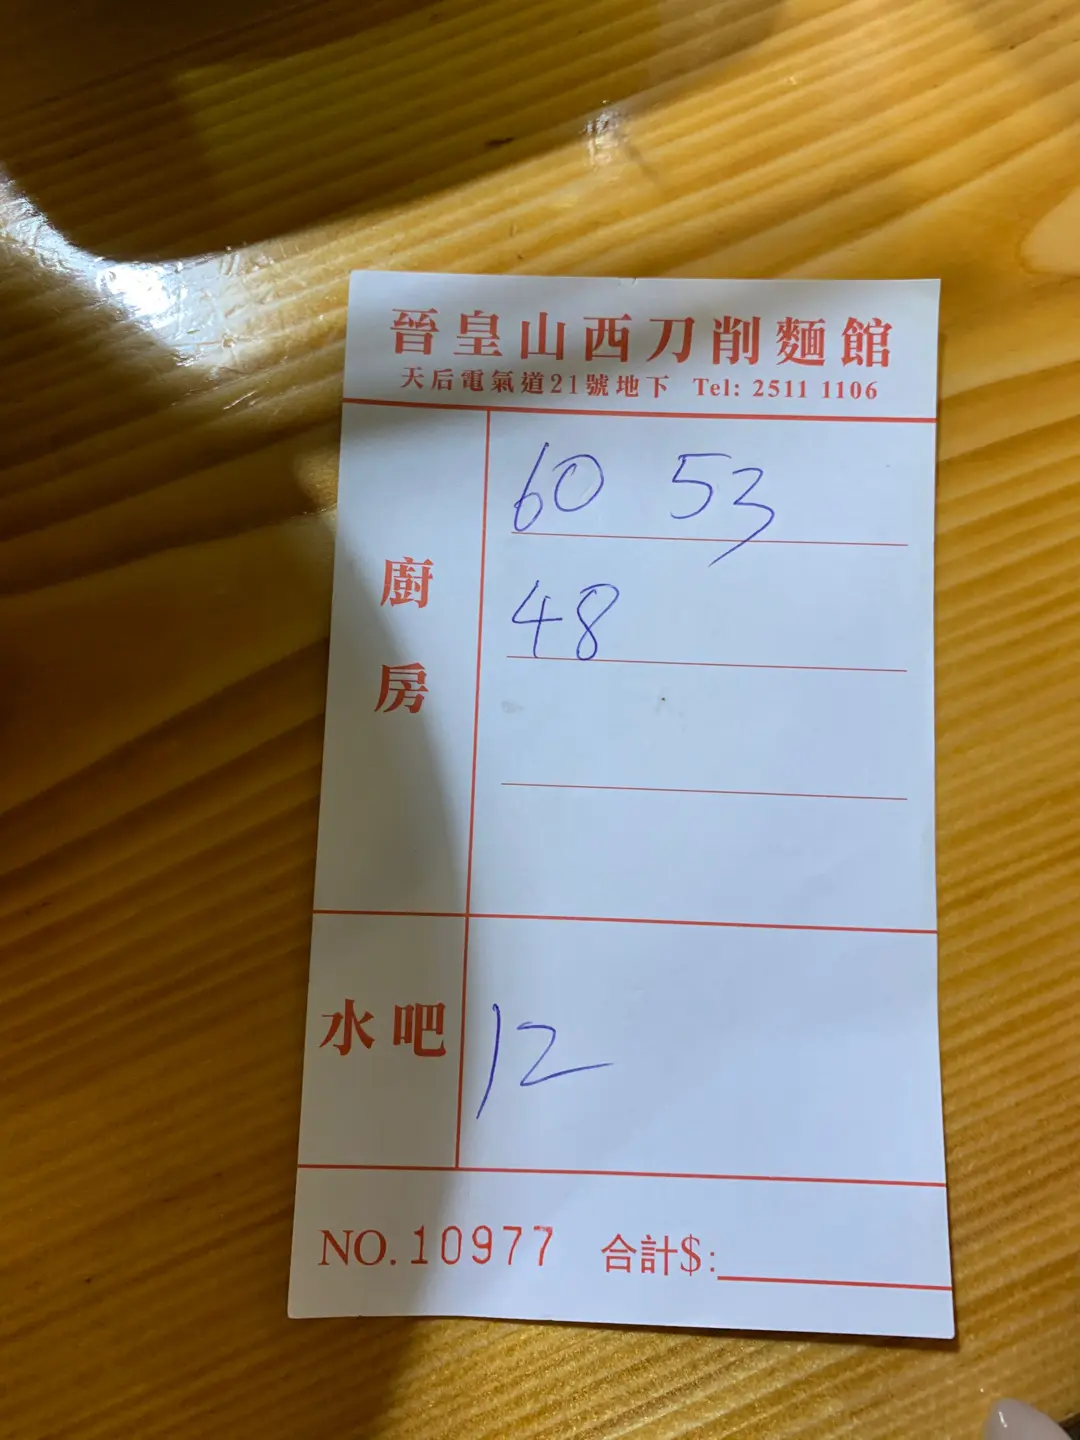 晉皇山西刀削麵館
天后電氣道21號地下 Tel: 2511 1106
廚房
60 53
48
水吧
12
NO. 10977 合計$: